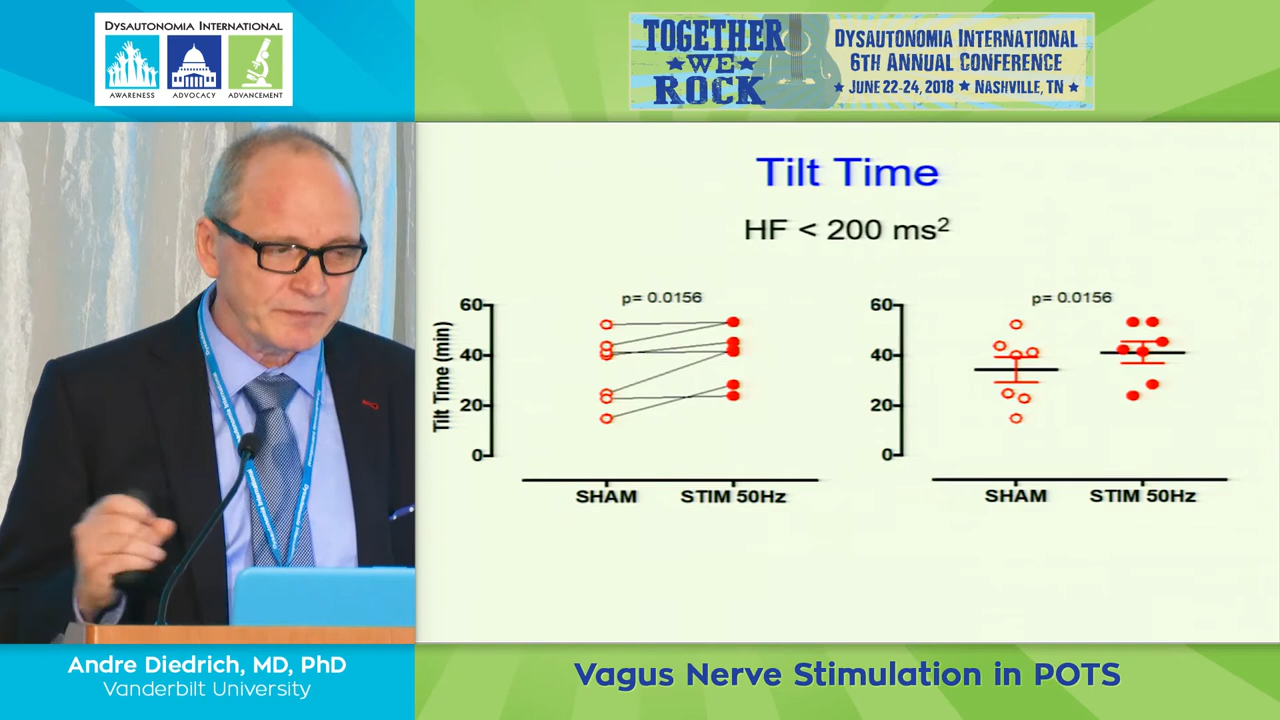 DYSAUTONOMIA INTERNATIONAL
AWARENESS
ADVOCACY
ADVANCEMENT
TOGETHER
WE
ROCK
DYSAUTONOMIA INTERNATIONAL
6TH ANNUAL CONFERENCE
JUNE 22-24, 2018 ★ NASHVILLE, TN
Tilt Time
HF < 200 ms²
p= 0.0156
Tilt Time (min)
60
40
20
0
SHAM
STIM 50Hz
p= 0.0156
60
40
20
0
SHAM
STIM 50Hz
Andre Diedrich, MD, PhD
Vanderbilt University
Vagus Nerve Stimulation in POTS